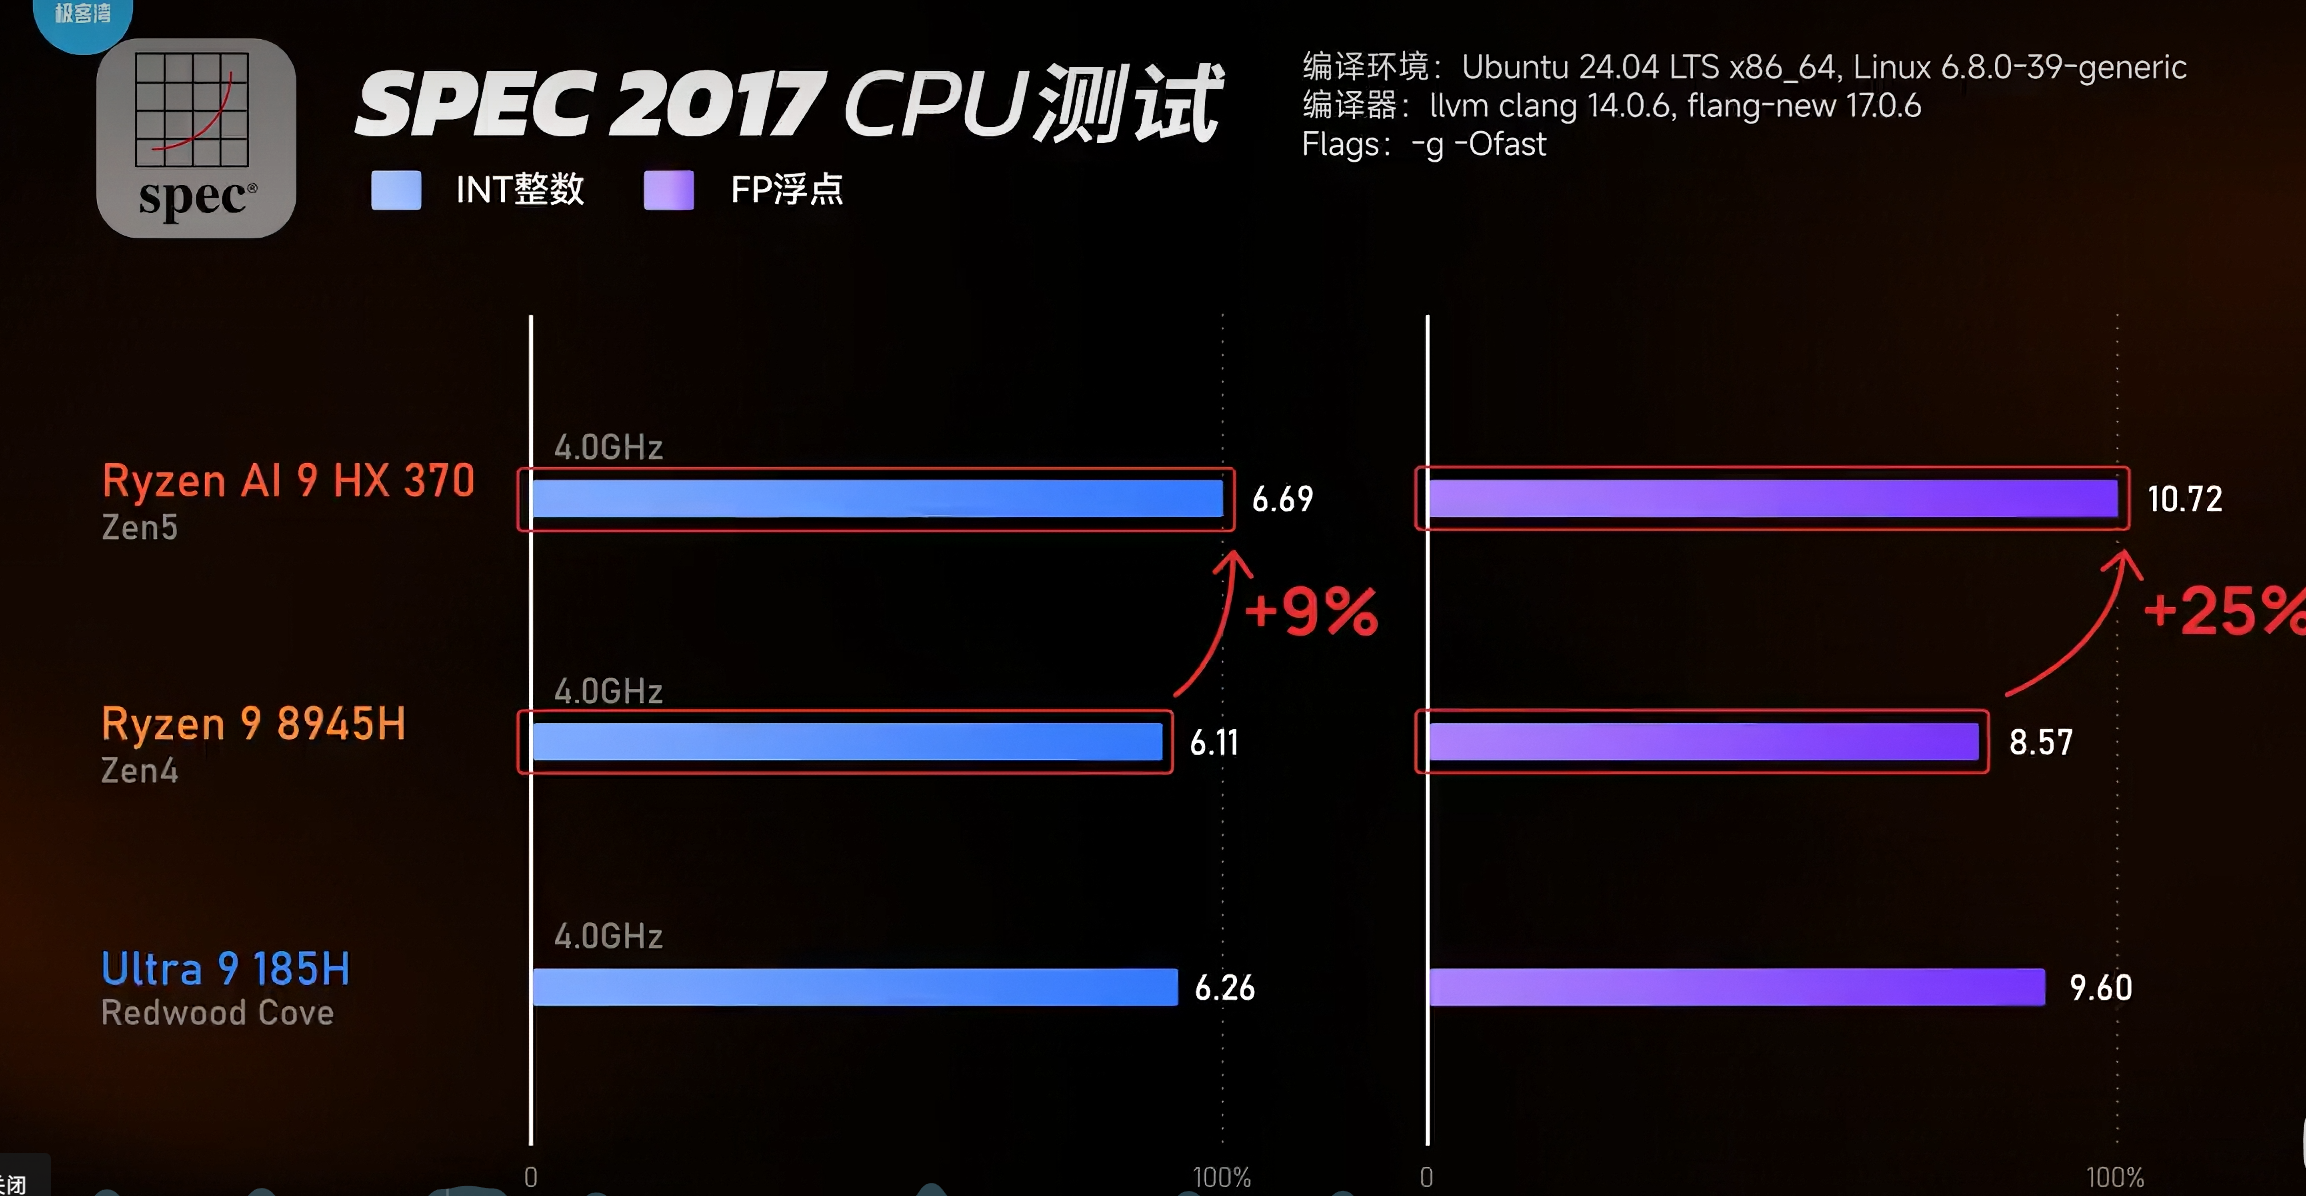 极客湾
spec®
SPEC 2017 CPU测试
INT整数 FP浮点
编译环境：Ubuntu 24.04 LTS x86_64, Linux 6.8.0-39-generic
编译器：llvm clang 14.0.6, flang-new 17.0.6
Flags：-g -Ofast
4.0GHz
Ryzen AI 9 HX 370
Zen5
6.69
10.72
+9%
+25%
4.0GHz
Ryzen 9 8945H
Zen4
6.11
8.57
4.0GHz
Ultra 9 185H
Redwood Cove
6.26
9.60
0
100%
0
100%
关闭